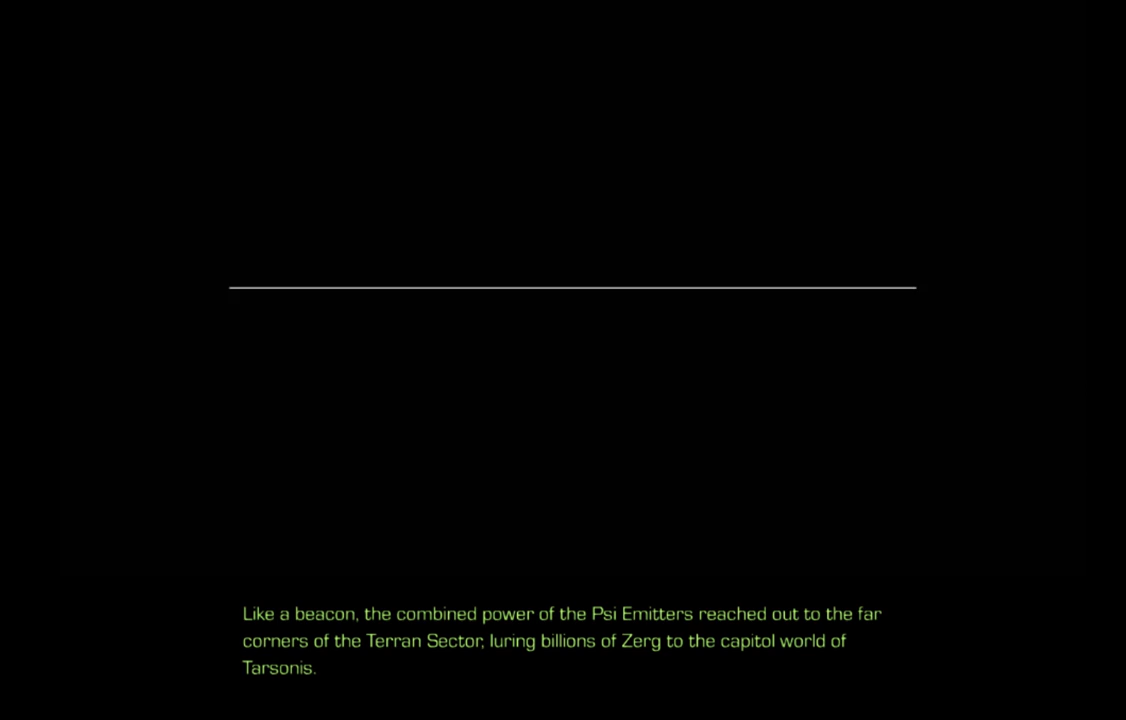 Like a beacon, the combined power of the Psi Emitters reached out to the far
corners of the Terran Sector, luring billions of Zerg to the capitol world of
Tarsonis.